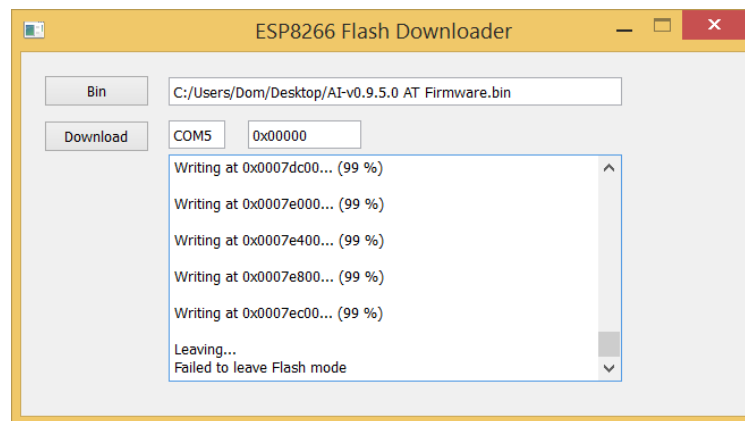 ESP8266 Flash Downloader
Bin
C:/Users/Dom/Desktop/AI-v0.9.5.0 AT Firmware.bin
Download
COM5
0x00000
Writing at 0x0007dc00... (99 %)
Writing at 0x0007e000... (99 %)
Writing at 0x0007e400... (99 %)
Writing at 0x0007e800... (99 %)
Writing at 0x0007ec00... (99 %)
Leaving...
Failed to leave Flash mode